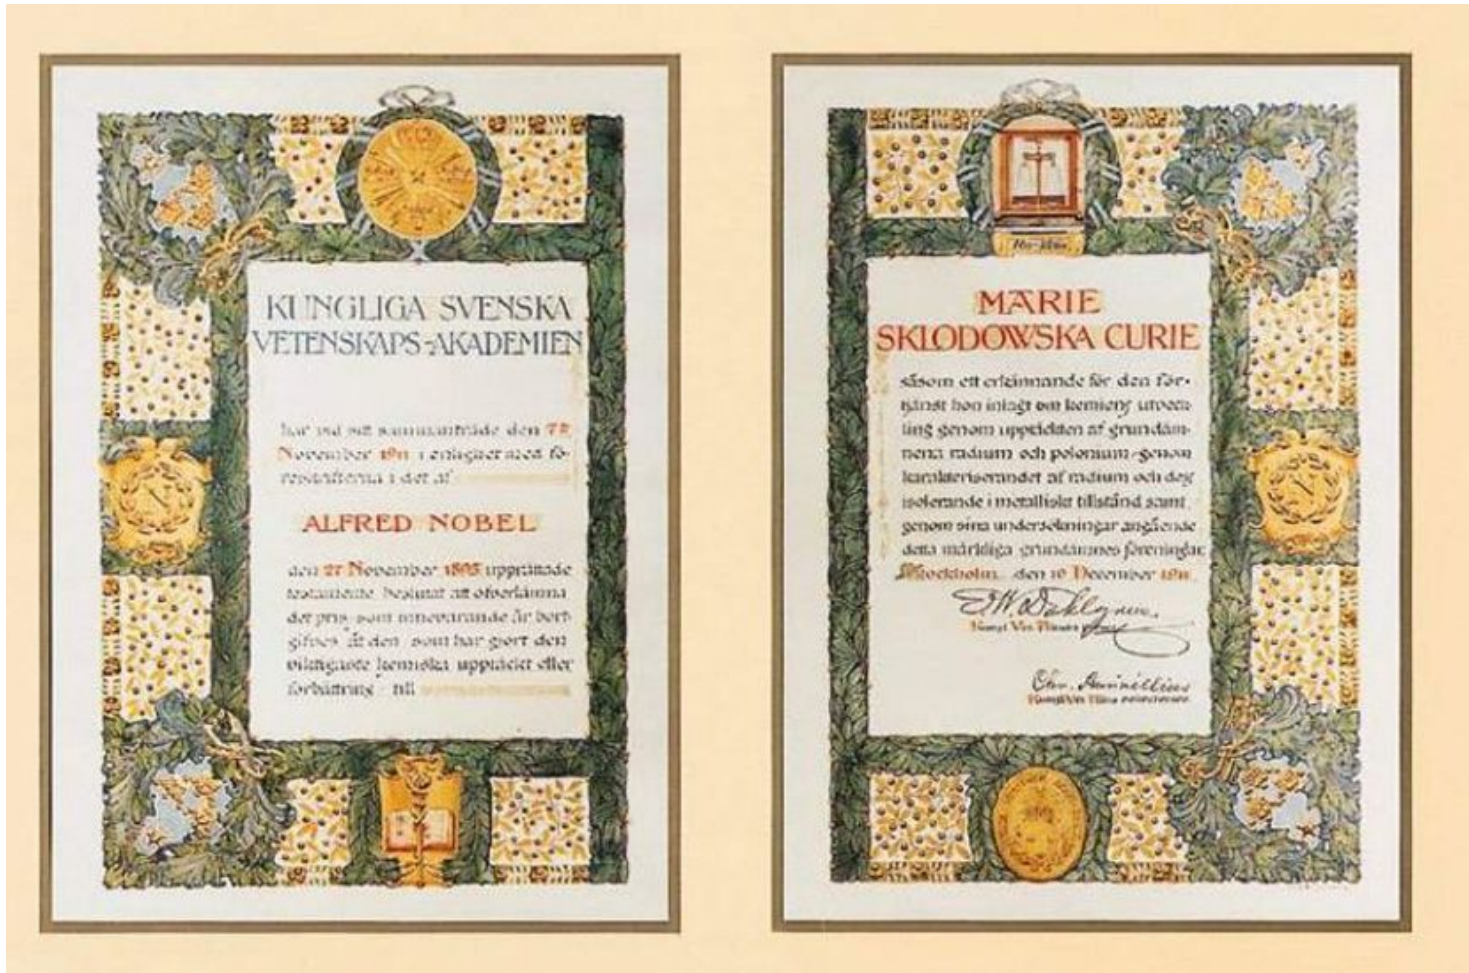 KUNGLIGA SVENSKA
VETENSKAPS-AKADEMIEN
har vid sitt sammanträde den
November 1911 i enlighet med fö-
reskrifterna i det af
ALFRED NOBEL
den 27 November 1895 upprättade
testamente beslutat att öfverlämna
det pris som innevarande år bort-
gifves åt den som har gjort den
viktigaste kemiska upptäckt eller
förbättring till
MARIE
SKLODOWSKA CURIE
såsom ett erkännande för den för-
tjänst hon inlagt om kemiens utveck-
ling genom upptäckten af grundäm-
nena radium och polonium genom
karakteriserandet af radium och dess
isolerande i metalliskt tillstånd samt
genom sina undersökningar angående
detta märkliga grundämnes föreningar
Stockholm den 10 December 1911